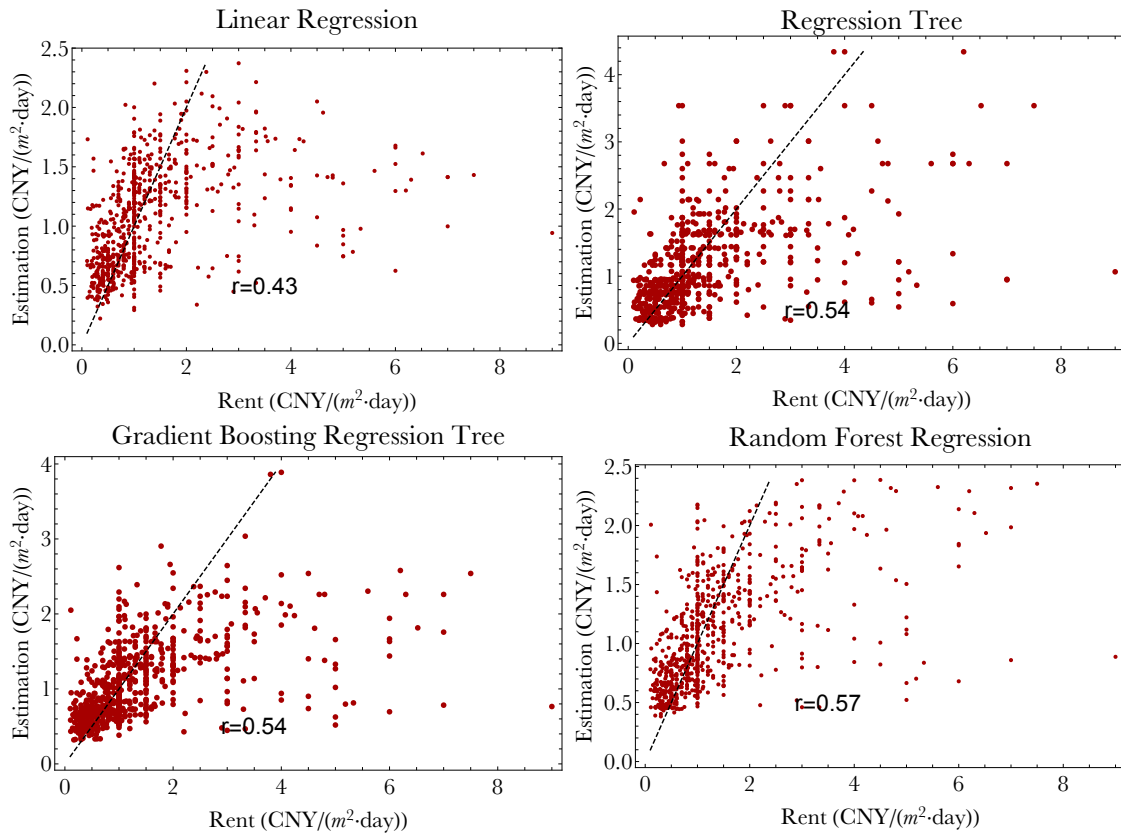 Linear Regression
Estimation (CNY/(m²·day))
2.5
2.0
1.5
1.0
0.5
0.0
r=0.43
0 2 4 6 8
Rent (CNY/(m²·day))
Regression Tree
Estimation (CNY/(m²·day))
4
3
2
1
0
r=0.54
0 2 4 6 8
Rent (CNY/(m²·day))
Gradient Boosting Regression Tree
Estimation (CNY/(m²·day))
4
3
2
1
0
r=0.54
0 2 4 6 8
Rent (CNY/(m²·day))
Random Forest Regression
Estimation (CNY/(m²·day))
2.5
2.0
1.5
1.0
0.5
0.0
r=0.57
0 2 4 6 8
Rent (CNY/(m²·day))